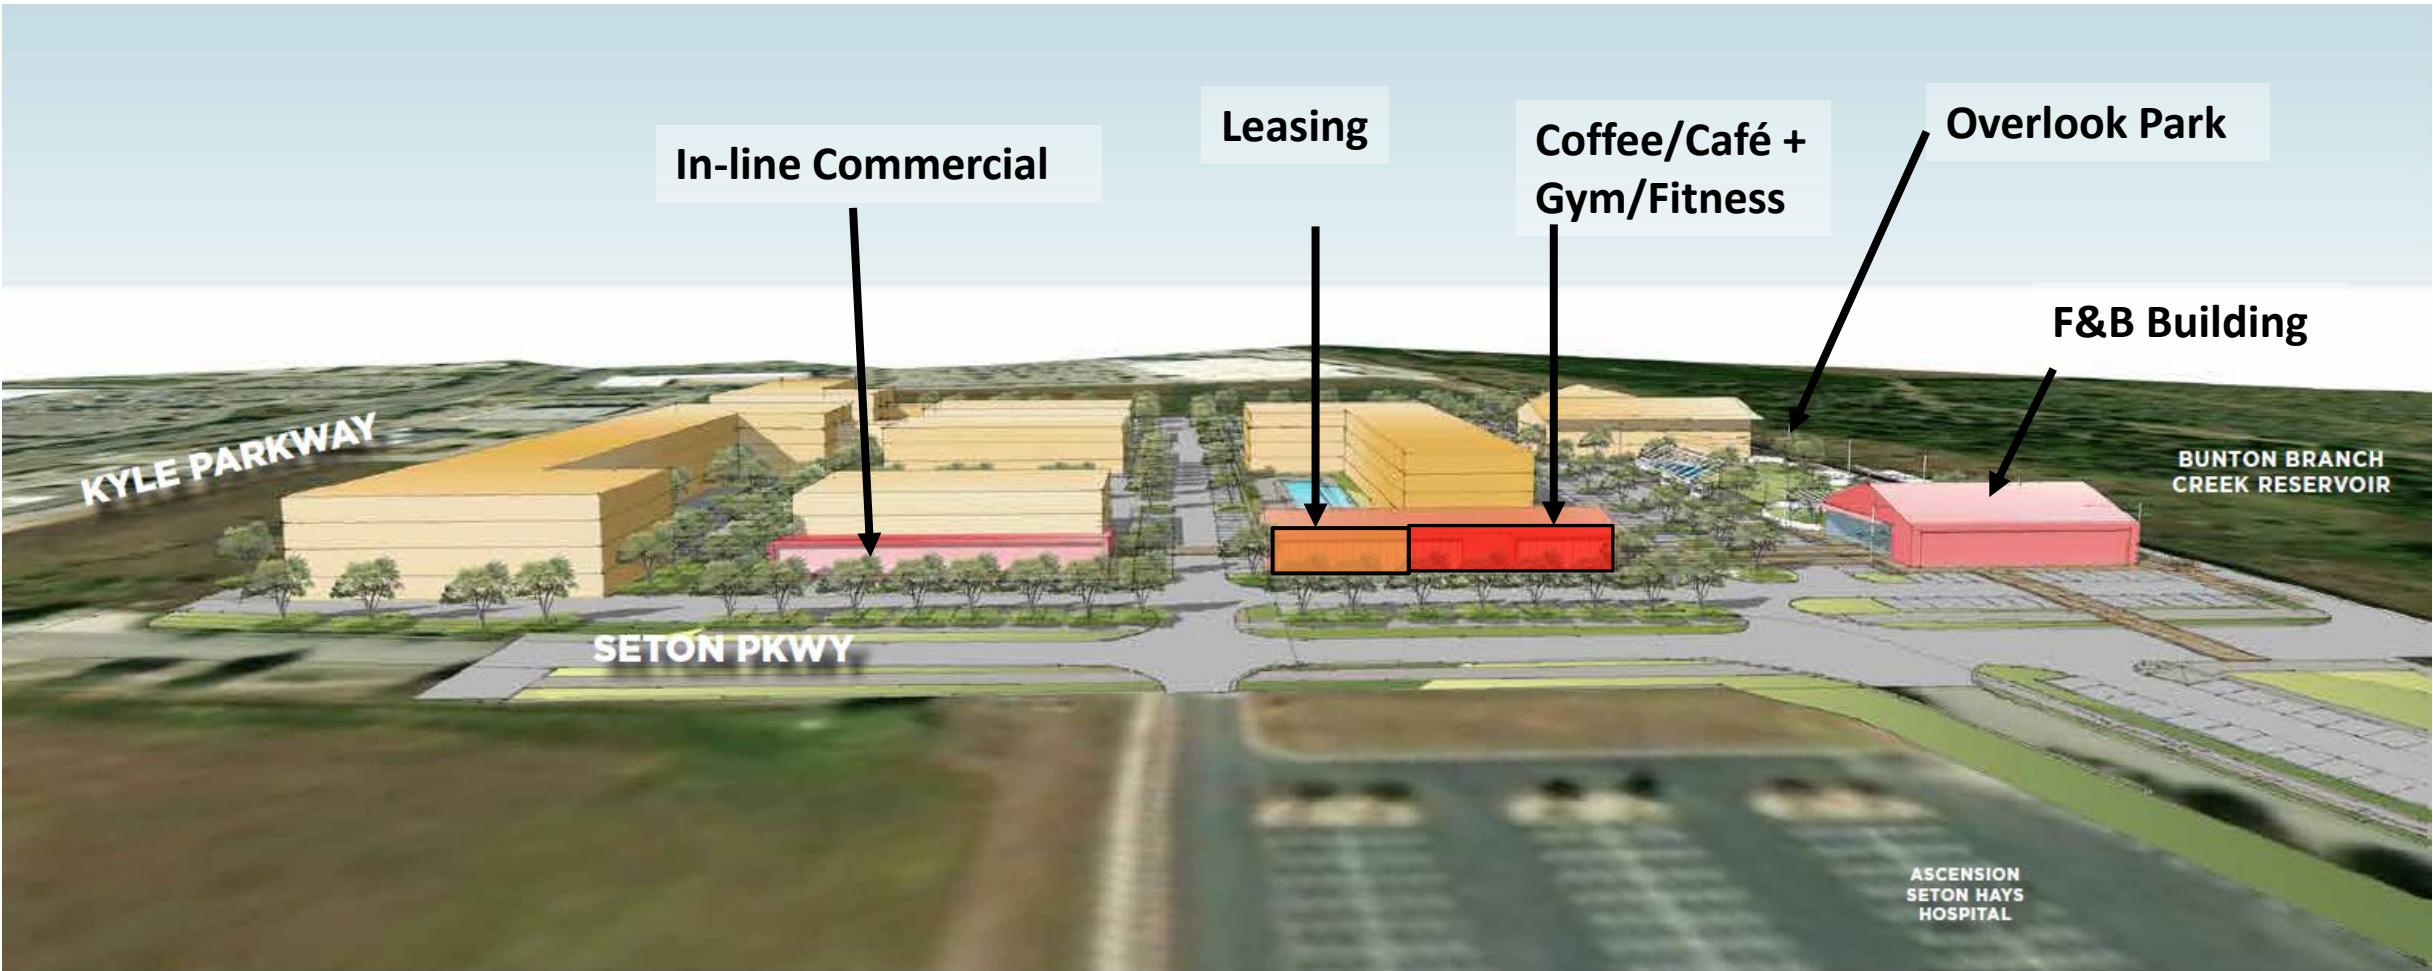 In-line Commercial
Leasing
Coffee/Café +
Gym/Fitness
Overlook Park
F&B Building
KYLE PARKWAY
BUNTON BRANCH
CREEK RESERVOIR
SETON PKWY
ASCENSION
SETON HAYS
HOSPITAL